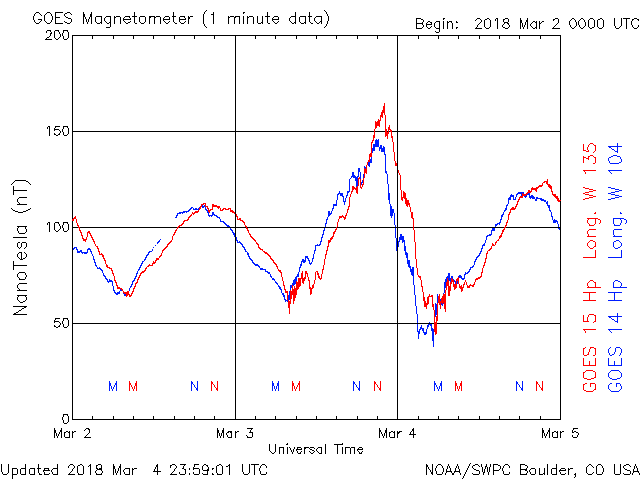 GOES Magnetometer (1 minute data)
Begin: 2018 Mar 2 0000 UTC
200
150
100
50
0
NanoTesla (nT)
M M N N M M N N M M N N
Mar 2 Mar 3 Mar 4 Mar 5
Universal Time
GOES 15 Hp Long. W 135
GOES 14 Hp Long. W 104
Updated 2018 Mar 4 23:59:01 UTC
NOAA/SWPC Boulder, CO USA